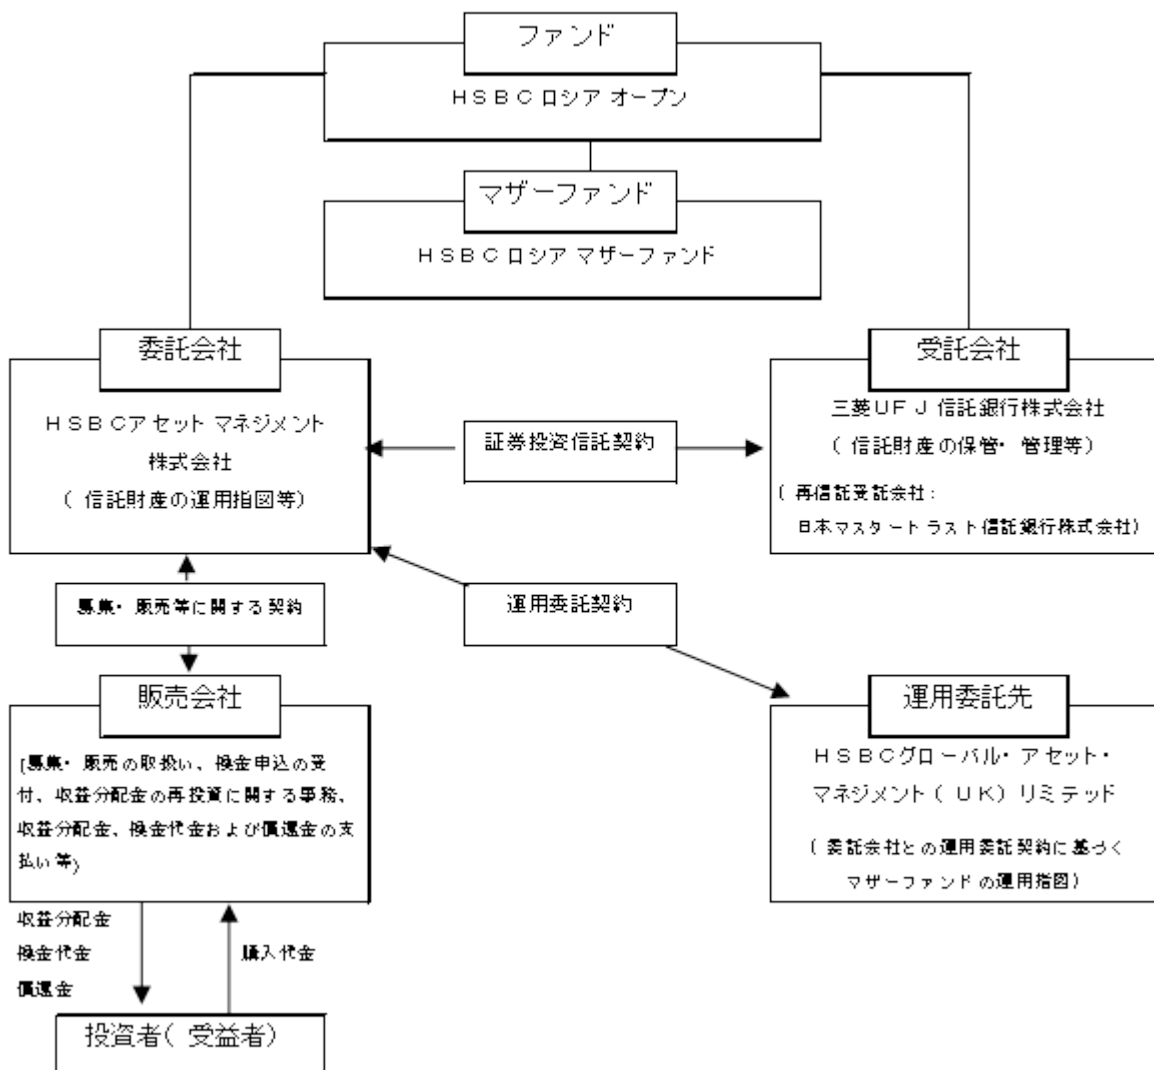 ファンド
HSBCロシア オープン
マザーファンド
HSBCロシア マザーファンド
委託会社
HSBCアセット マネジメント
株式会社
(信託財産の運用指図等)
証券投資信託契約
受託会社
三菱UFJ信託銀行株式会社
(信託財産の保管・管理等)
(再信託受託会社:
日本マスタートラスト信託銀行株式会社)
募集・販売等に関する契約
運用委託契約
販売会社
(募集・販売の取扱い、換金申込の受
付、収益分配金の再投資に関する事務、
収益分配金、換金代金および償還金の支
払い等)
運用委託先
HSBCグローバル・アセット・
マネジメント(UK)リミテッド
(委託会社との運用委託契約に基づく
マザーファンドの運用指図)
収益分配金
換金代金
償還金
購入代金
投資者(受益者)